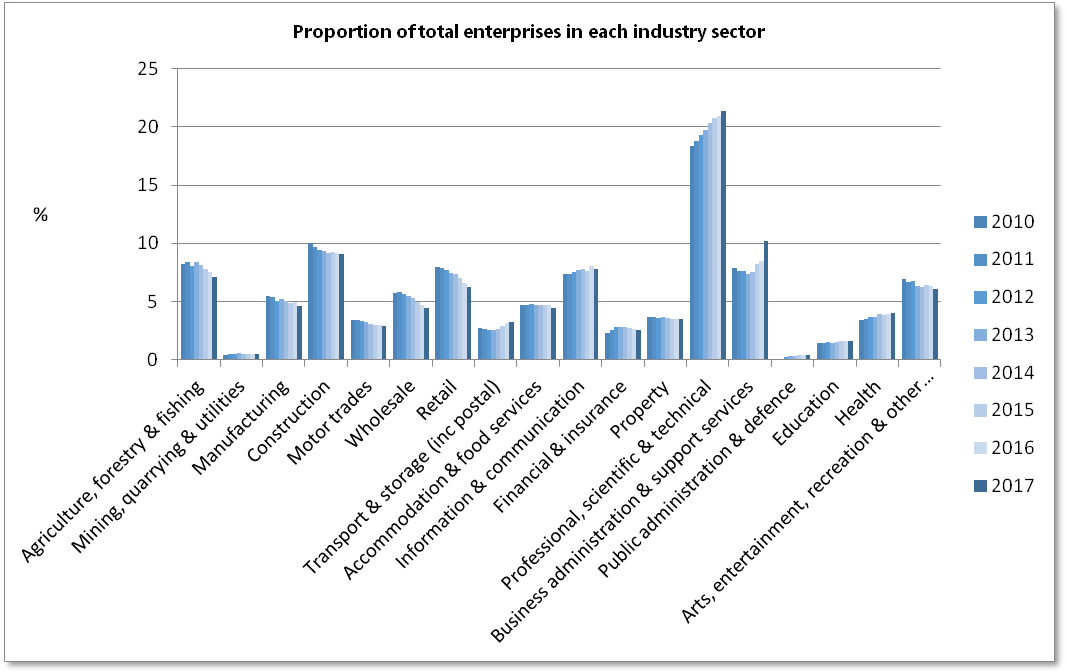 Proportion of total enterprises in each industry sector
25
20
15
10
5
0
%
Agriculture, forestry & fishing
Mining, quarrying & utilities
Manufacturing
Construction
Motor trades
Wholesale
Retail
Transport & storage (inc postal)
Accommodation & food services
Information & communication
Financial & insurance
Property
Professional, scientific & technical
Business administration & support services
Public administration & defence
Education
Health
Arts, entertainment, recreation & other...
2010
2011
2012
2013
2014
2015
2016
2017